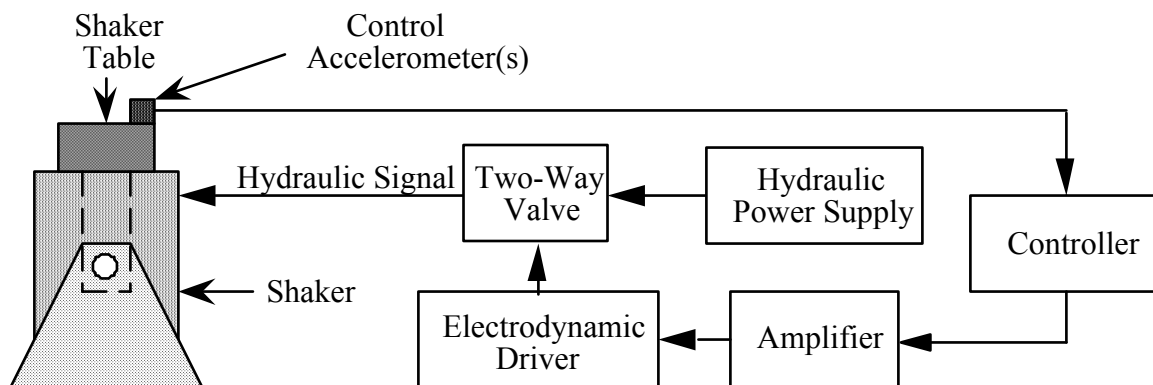 Shaker
Table
Control
Accelerometer(s)
Hydraulic Signal
Two-Way
Valve
Hydraulic
Power Supply
Controller
Shaker
Electrodynamic
Driver
Amplifier